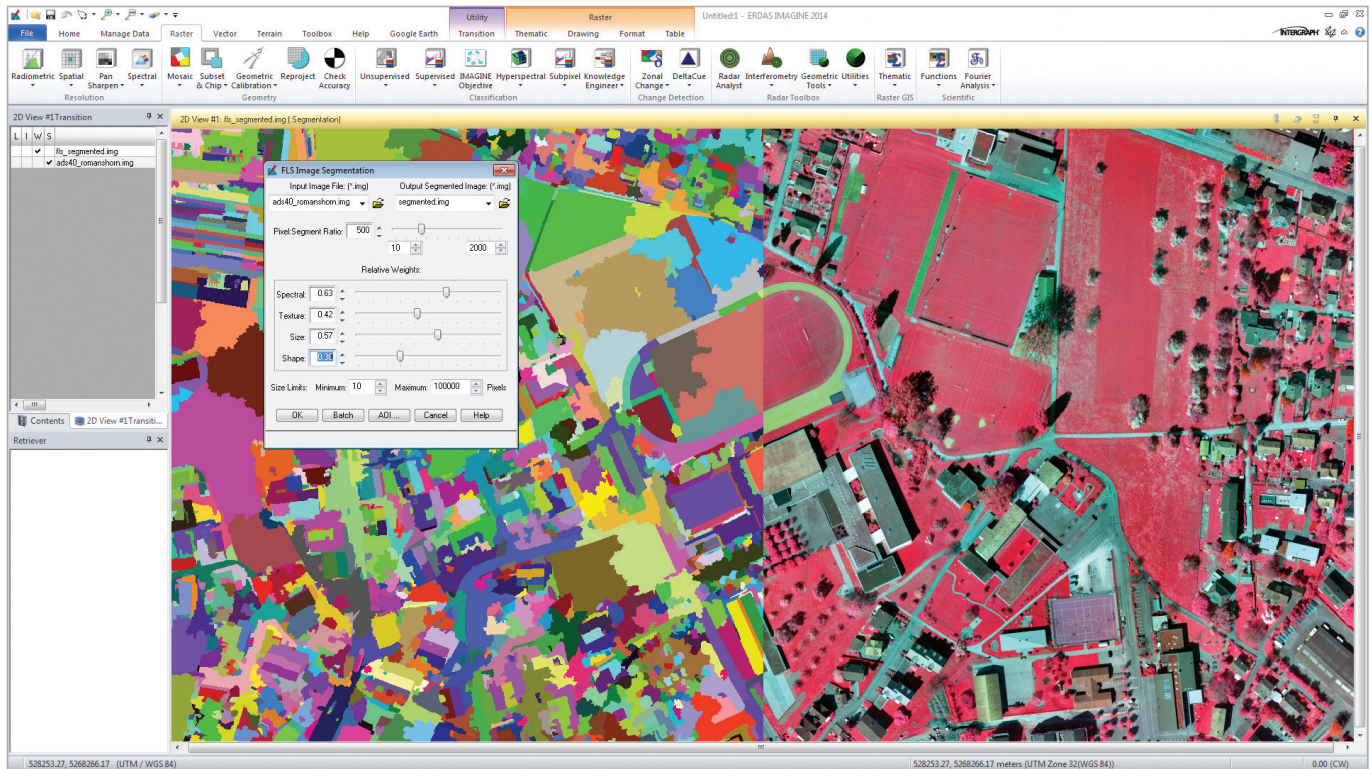 Utility
Raster
Untitled:1 - ERDAS IMAGINE 2014
File Home Manage Data Raster Vector Terrain Toolbox Help Google Earth Transition Thematic Drawing Format Table
INTERGRAPH
Radiometric Spatial Pan Sharpen Spectral
Mosaic Subset & Chip Geometric Calibration Reproject Check Accuracy
Unsupervised Supervised IMAGINE Objective Hyperspectral Subpixel Knowledge Engineer
Zonal Change DeltaCue
Radar Analyst Interferometry Geometric Tools Utilities
Thematic
Functions Fourier Analysis
Resolution Geometry Classification Change Detection Radar Toolbox Raster GIS Scientific
2D View #1Transition
2D View #1: fls_segmented.img (:Segmentation)
L I W S
fls_segmented.img
ads40_romanshorn.img
FLS Image Segmentation
Input Image File: (*.img) Output Segmented Image: (*.img)
ads40_romanshorn.img segmented.img
Pixel:Segment Ratio: 500
10 2000
Relative Weights:
Spectral: 0.63
Texture: 0.42
Size: 0.57
Shape: 0.30
Size Limits: Minimum: 10 Maximum: 100000 Pixels
OK Batch AOI ... Cancel Help
Contents 2D View #1Transiti...
Retriever
528253.27, 5268266.17 (UTM / WGS 84)
528253.27, 5268266.17 meters (UTM Zone 32(WGS 84))
0.00 (CW)